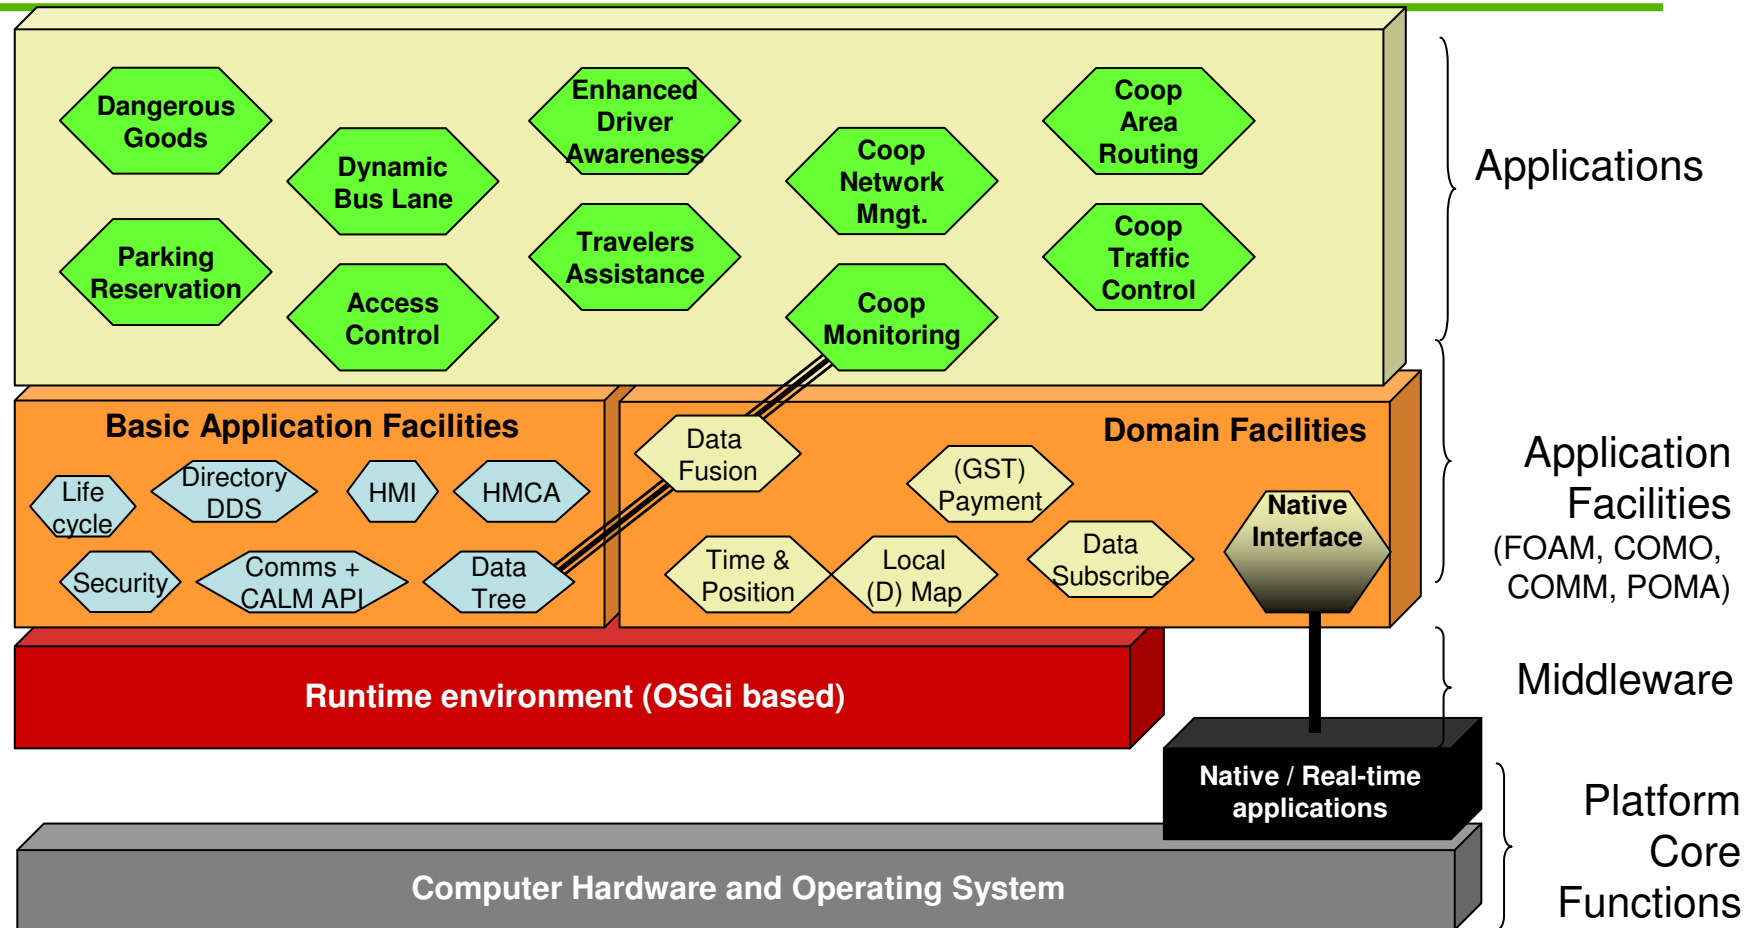 Dangerous
Goods
Dynamic
Bus Lane
Enhanced
Driver
Awareness
Coop
Network
Mngt.
Coop
Area
Routing
Applications
Parking
Reservation
Access
Control
Travelers
Assistance
Coop
Monitoring
Coop
Traffic
Control
Basic Application Facilities
Life
cycle
Directory
DDS
HMI
HMCA
Security
Comms +
CALM API
Data
Tree
Domain Facilities
Data
Fusion
(GST)
Payment
Native
Interface
Time &
Position
Local
(D) Map
Data
Subscribe
Application
Facilities
(FOAM, COMO,
COMM, POMA)
Runtime environment (OSGi based)
Middleware
Native / Real-time
applications
Computer Hardware and Operating System
Platform
Core
Functions